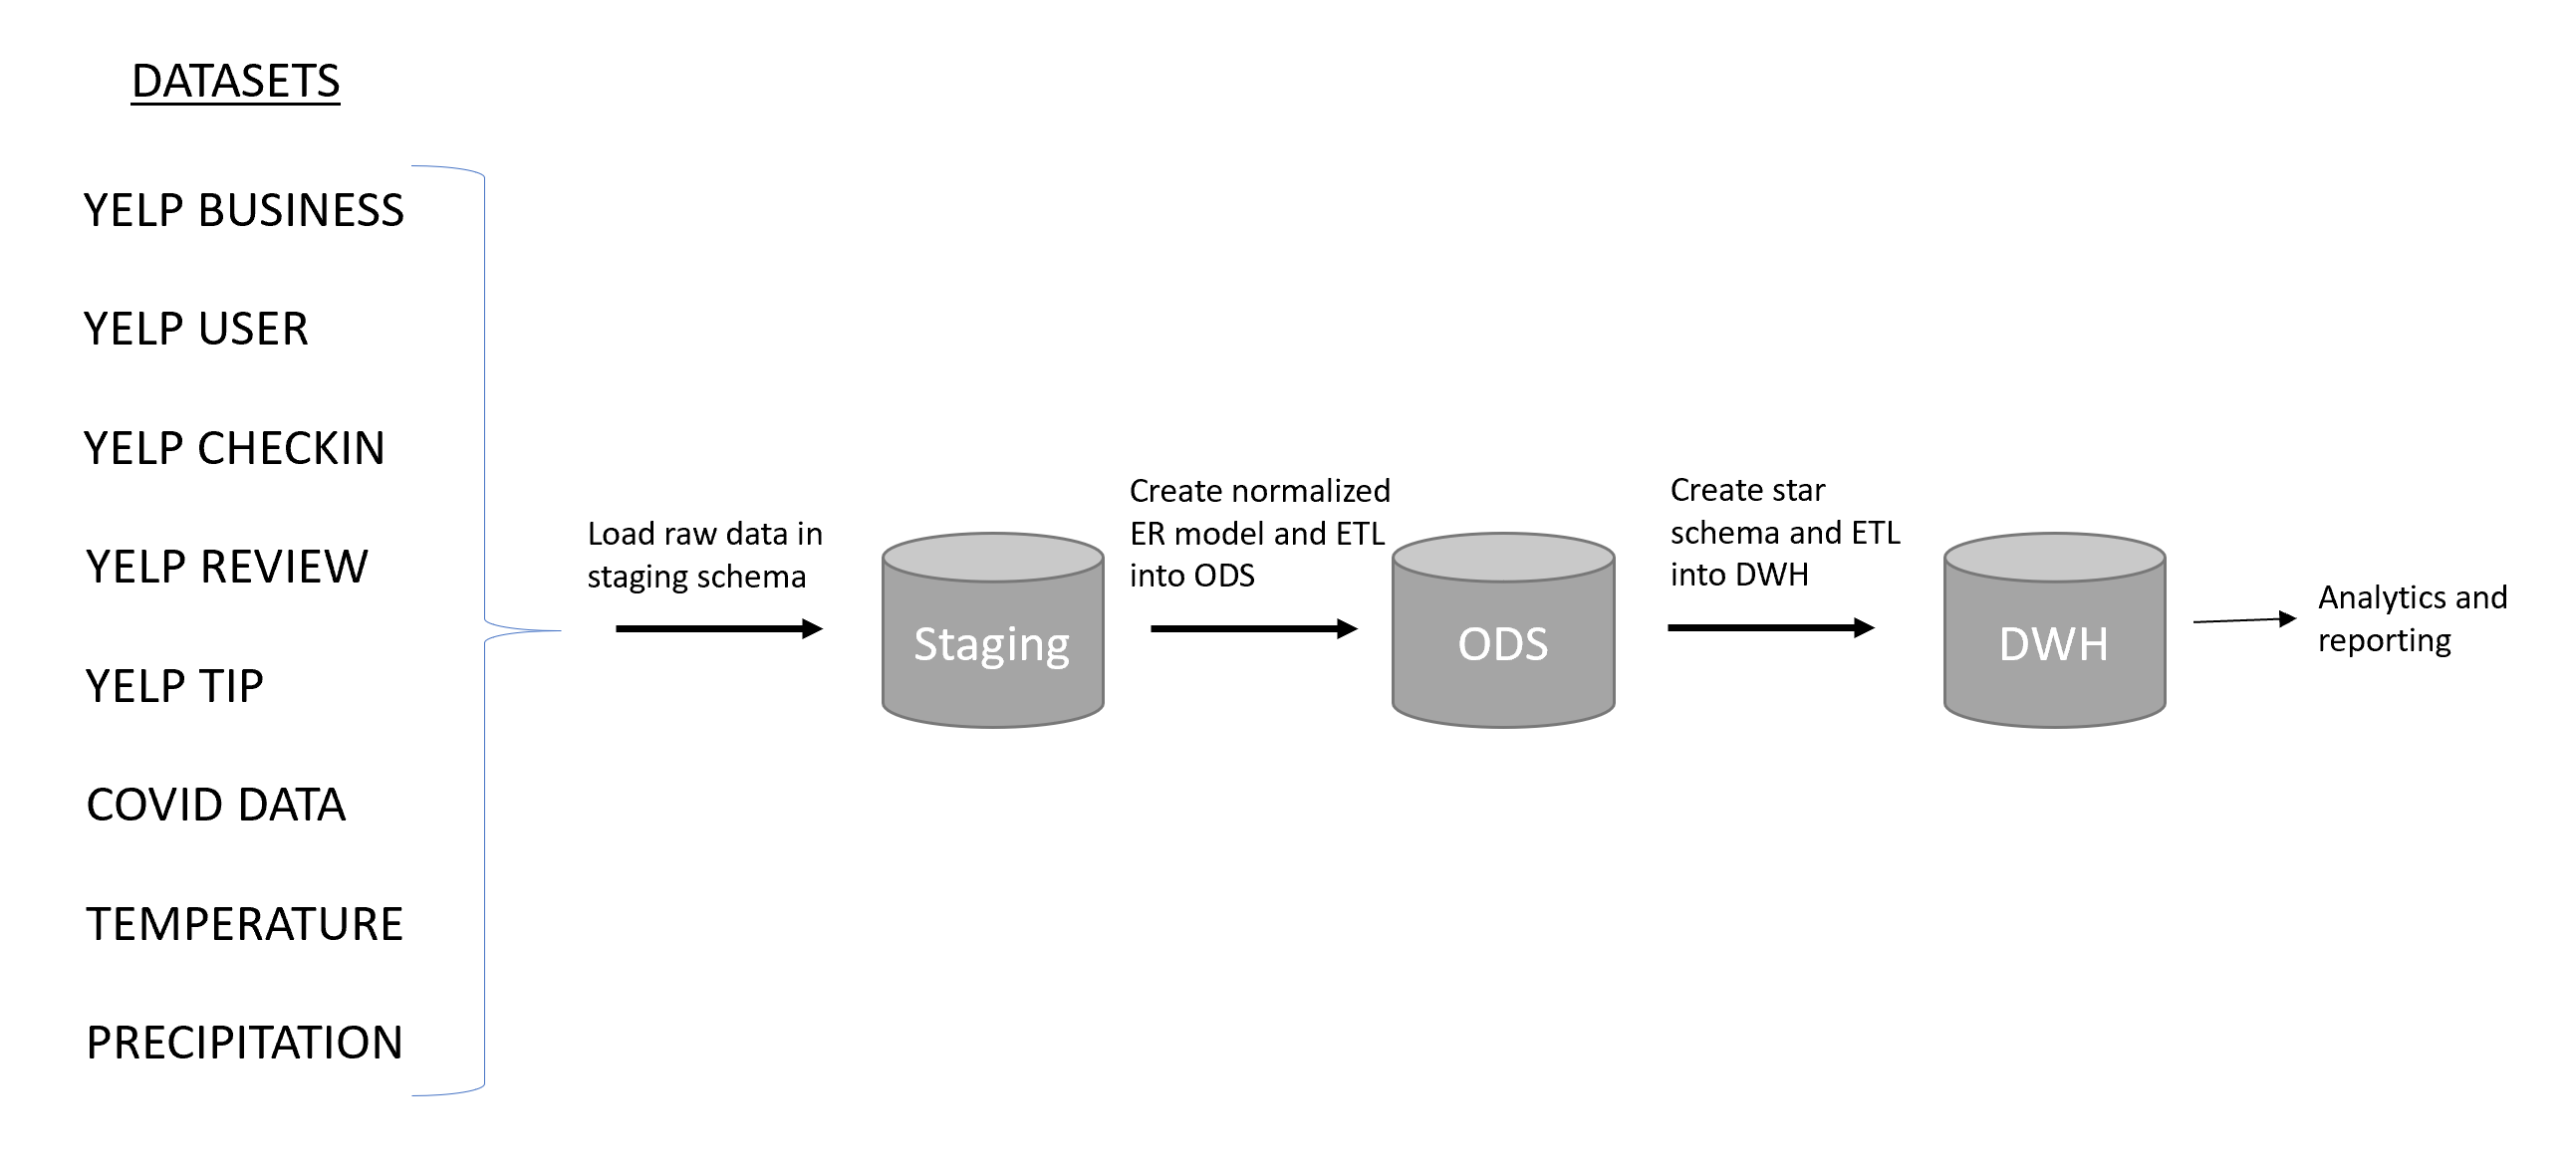 DATASETS
YELP BUSINESS
YELP USER
YELP CHECKIN
YELP REVIEW
YELP TIP
COVID DATA
TEMPERATURE
PRECIPITATION
Load raw data in
staging schema
Staging
Create normalized
ER model and ETL
into ODS
ODS
Create star
schema and ETL
into DWH
DWH
Analytics and
reporting